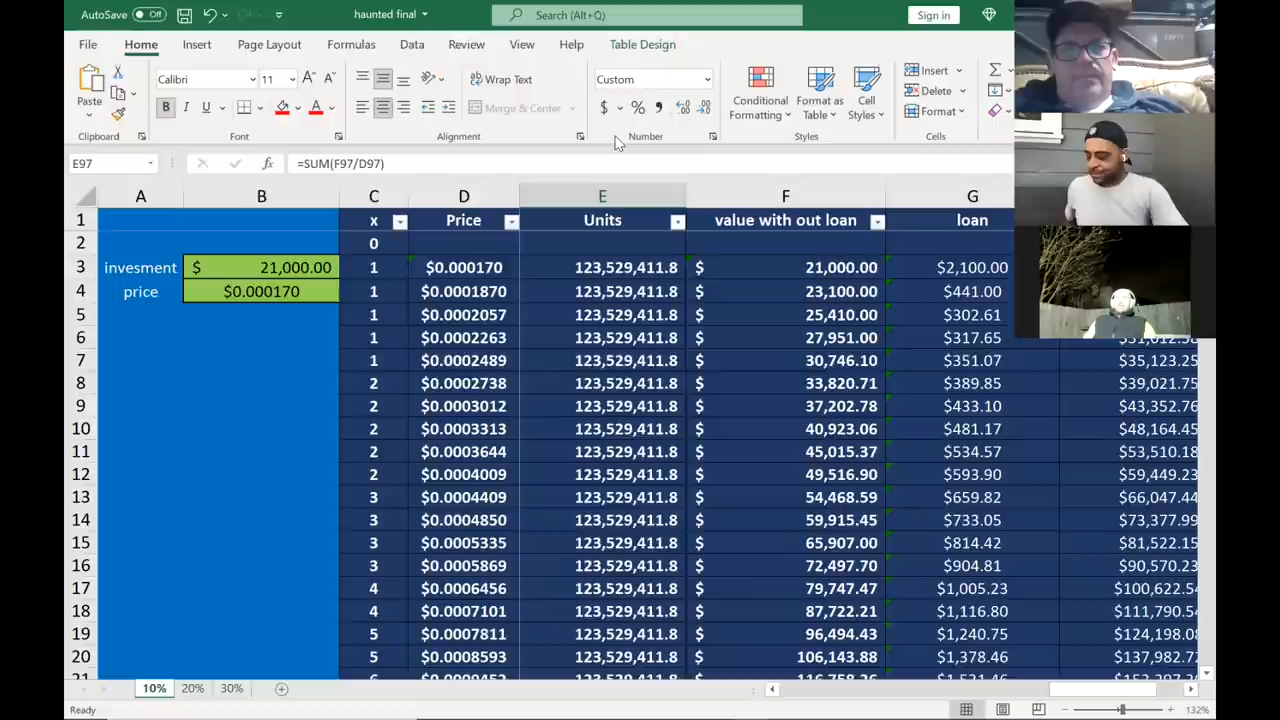 AutoSave Off haunted final Search (Alt+Q) Sign in
File Home Insert Page Layout Formulas Data Review View Help Table Design
Paste Calibri 11 Wrap Text Custom Conditional Formatting Format as Table Cell Styles Insert
B I U Merge & Center $ % 9 Delete
Format
Clipboard Font Alignment Number Styles Cells
E97 fx =SUM(F97/D97)
A B C D E F G
1 x Price Units value with out loan loan
2 0
3 invesment $ 21,000.00 1 $0.000170 123,529,411.8 $ 21,000.00 $2,100.00
4 price $0.000170 1 $0.0001870 123,529,411.8 $ 23,100.00 $441.00
5 1 $0.0002057 123,529,411.8 $ 25,410.00 $302.61
6 1 $0.0002263 123,529,411.8 $ 27,951.00 $317.65
7 1 $0.0002489 123,529,411.8 $ 30,746.10 $351.07 $35,123.25
8 2 $0.0002738 123,529,411.8 $ 33,820.71 $389.85 $39,021.75
9 2 $0.0003012 123,529,411.8 $ 37,202.78 $433.10 $43,352.76
10 2 $0.0003313 123,529,411.8 $ 40,923.06 $481.17 $48,164.45
11 2 $0.0003644 123,529,411.8 $ 45,015.37 $534.57 $53,510.18
12 2 $0.0004009 123,529,411.8 $ 49,516.90 $593.90 $59,449.23
13 3 $0.0004409 123,529,411.8 $ 54,468.59 $659.82 $66,047.44
14 3 $0.0004850 123,529,411.8 $ 59,915.45 $733.05 $73,377.99
15 3 $0.0005335 123,529,411.8 $ 65,907.00 $814.42 $81,522.15
16 3 $0.0005869 123,529,411.8 $ 72,497.70 $904.81 $90,570.23
17 4 $0.0006456 123,529,411.8 $ 79,747.47 $1,005.23 $100,622.54
18 4 $0.0007101 123,529,411.8 $ 87,722.21 $1,116.80 $111,790.54
19 5 $0.0007811 123,529,411.8 $ 96,494.43 $1,240.75 $124,198.08
20 5 $0.0008593 123,529,411.8 $ 106,143.88 $1,378.46 $137,982.7
10% 20% 30%
Ready 132%